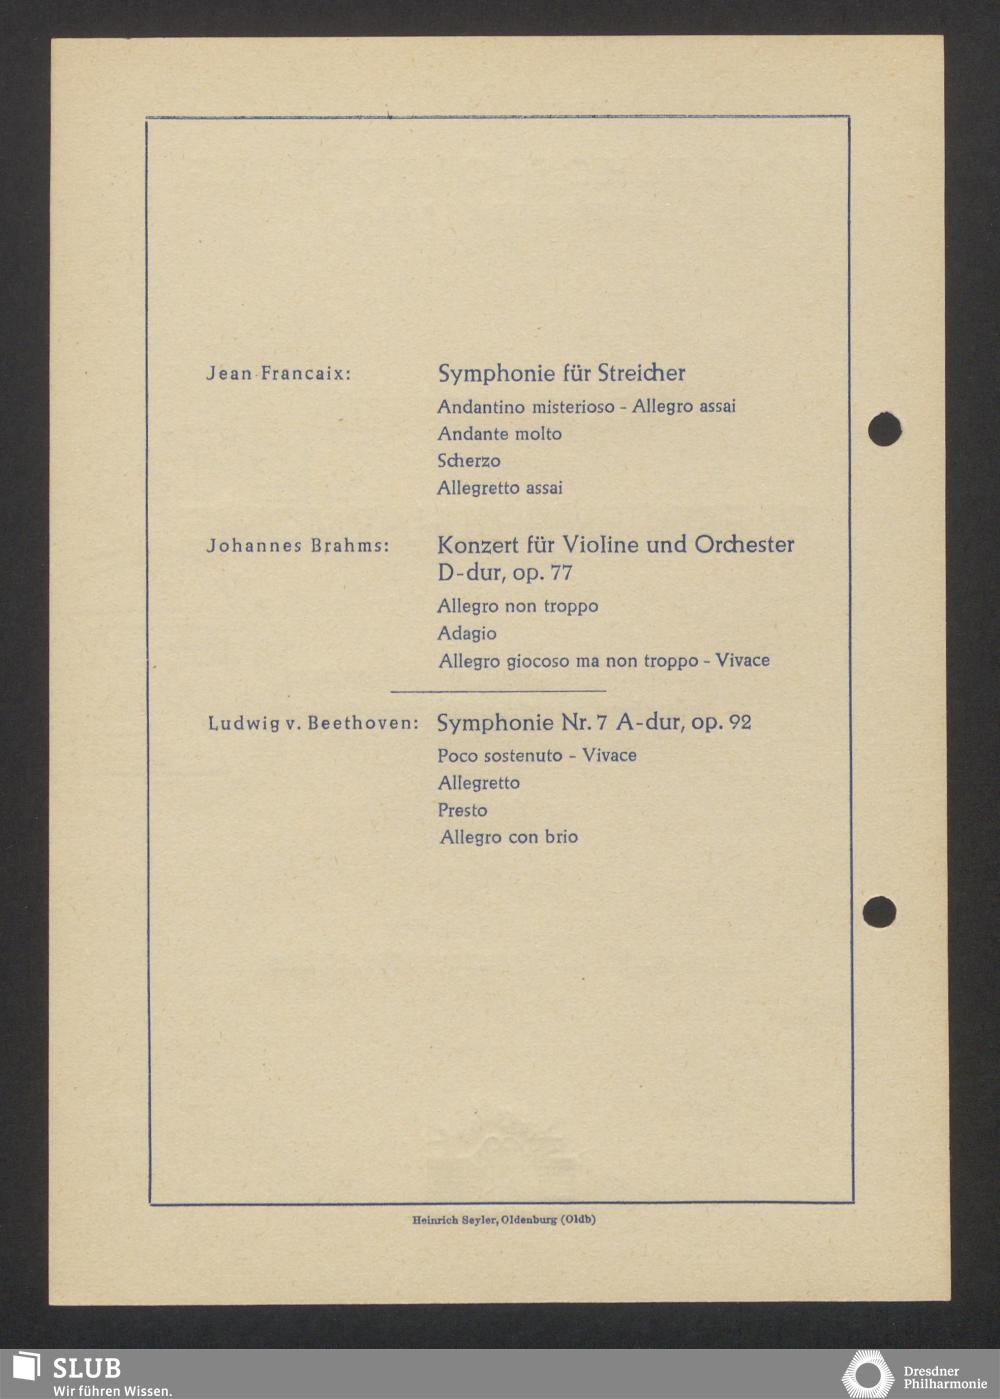 Jean Francaix: Symphonie für Streicher
Andantino misterioso - Allegro assai
Andante molto
Scherzo
Allegretto assai
Johannes Brahms: Konzert für Violine und Orchester
D-dur, op. 77
Allegro non troppo
Adagio
Allegro giocoso ma non troppo - Vivace
Ludwig v. Beethoven: Symphonie Nr. 7 A-dur, op. 92
Poco sostenuto - Vivace
Allegretto
Presto
Allegro con brio
Heinrich Seyler, Oldenburg (Oldb)
SLUB
Wir führen Wissen.
Dresdner
Philharmonie